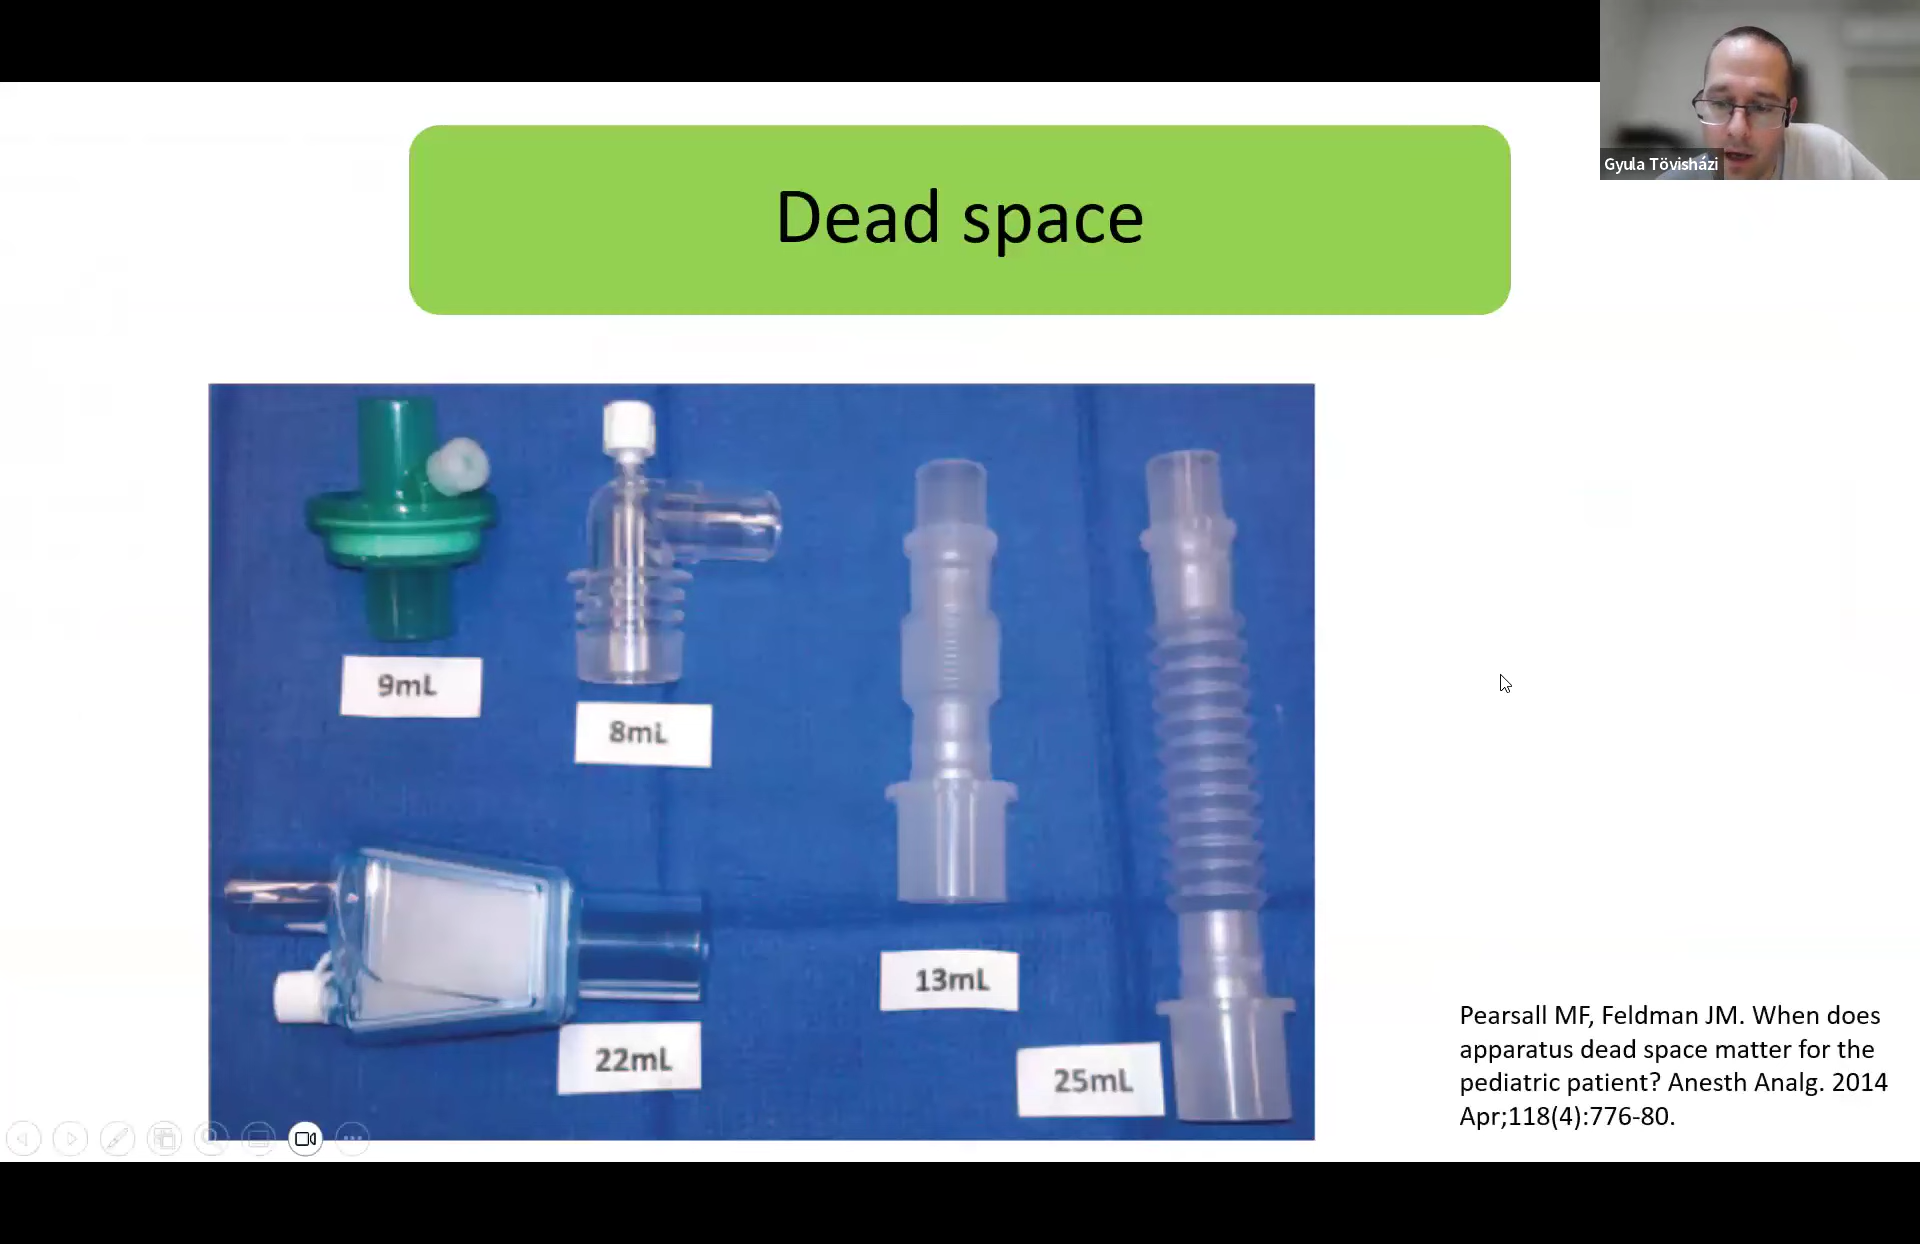 Gyula Tövisházi
Dead space
9mL
8mL
13mL
22mL
25mL
Pearsall MF, Feldman JM. When does
apparatus dead space matter for the
pediatric patient? Anesth Analg. 2014
Apr;118(4):776-80.